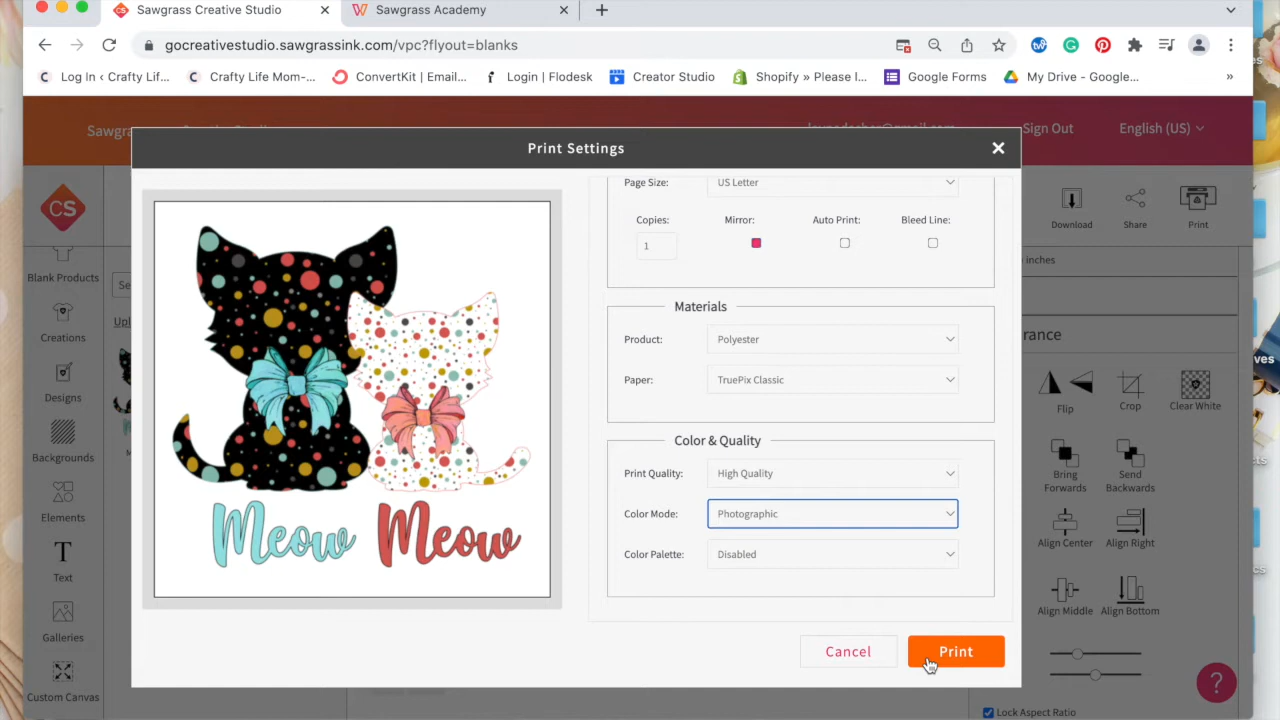 Sawgrass Creative Studio
Sawgrass Academy
gocreativestudio.sawgrassink.com/vpc?flyout=blanks
Log In ‹ Crafty Lif...
Crafty Life Mom-...
ConvertKit | Email...
Login | Flodesk
Creator Studio
Shopify » Please l...
Google Forms
My Drive - Google...
»
Sign Out
English (US)
Print Settings
CS
Page Size:
US Letter
Download
Share
Print
Copies:
Mirror:
Auto Print:
Bleed Line:
1
inches
Blank Products
Creations
Designs
Backgrounds
Elements
Text
Galleries
Custom Canvas
Meow Meow
Materials
Product:
Polyester
Paper:
TruePix Classic
Color & Quality
Print Quality:
High Quality
Color Mode:
Photographic
Color Palette:
Disabled
Cancel
Print
Flip
Crop
Clear White
Bring Forwards
Send Backwards
Align Center
Align Right
Align Middle
Align Bottom
Lock Aspect Ratio
?